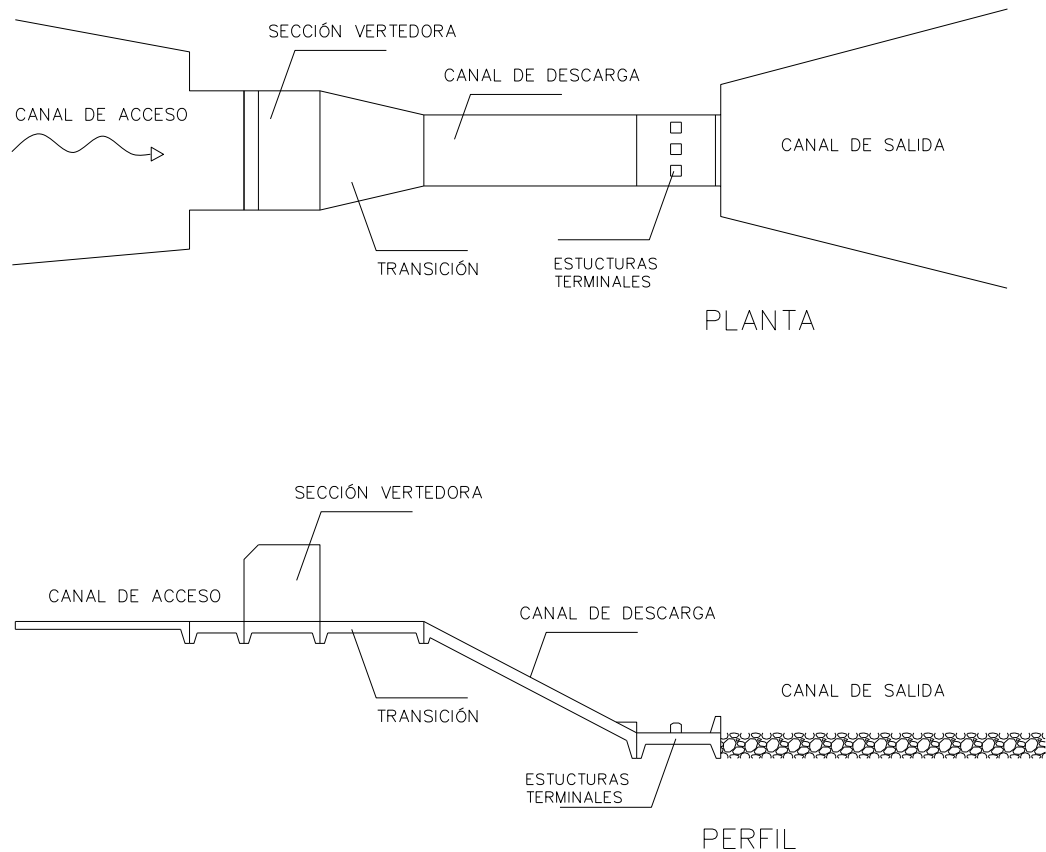 SECCIÓN VERTEDORA
CANAL DE DESCARGA
CANAL DE ACCESO
CANAL DE SALIDA
TRANSICIÓN
ESTUCTURAS
TERMINALES
PLANTA
SECCIÓN VERTEDORA
CANAL DE ACCESO
CANAL DE DESCARGA
CANAL DE SALIDA
TRANSICIÓN
ESTUCTURAS
TERMINALES
PERFIL